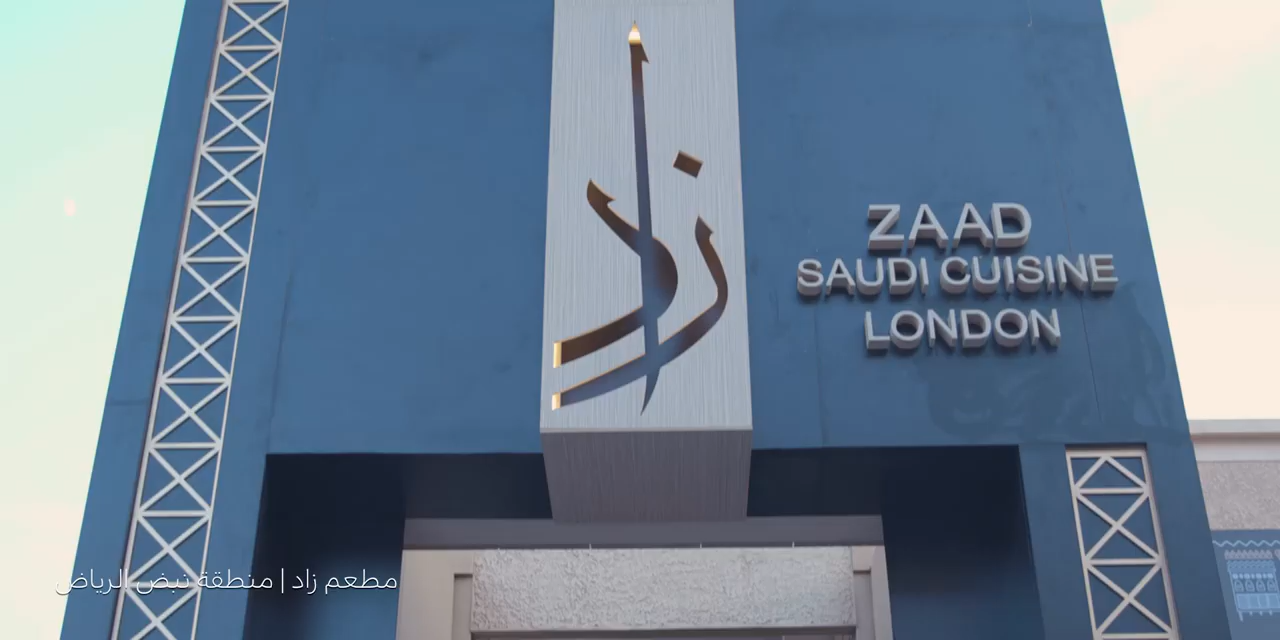 زاد
ZAAD
SAUDI CUISINE
LONDON
مطعم زاد | منطقة نبض الرياض